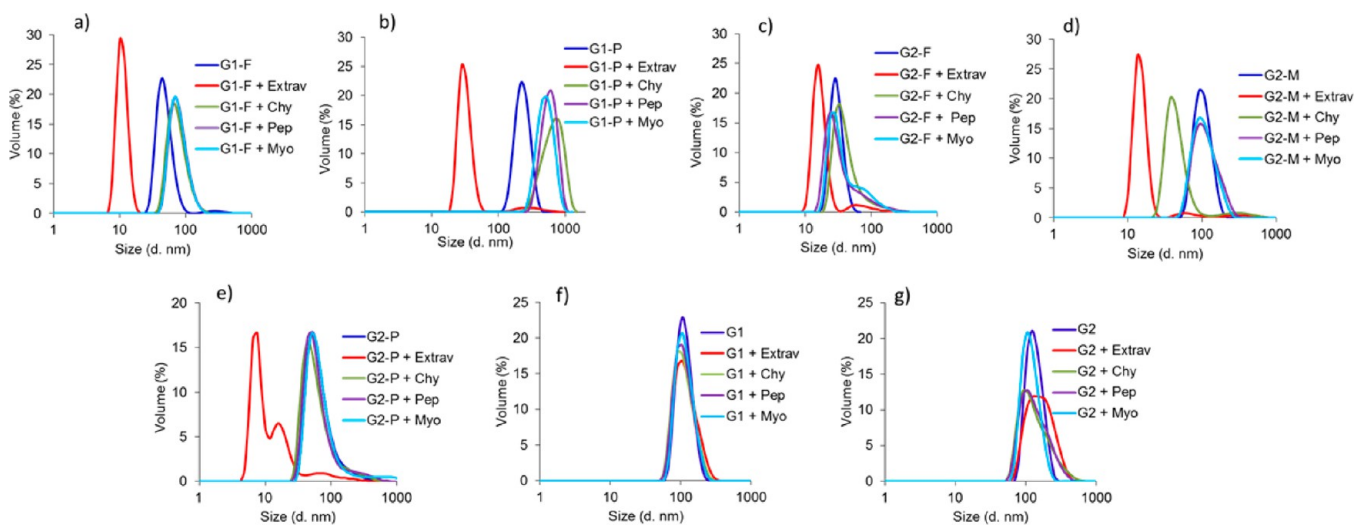 a)
G1-F
G1-F + Extrav
G1-F + Chy
G1-F + Pep
G1-F + Myo
Volume (%)
30
25
20
15
10
5
0
1 10 100 1000
Size (d. nm)
b)
G1-P
G1-P + Extrav
G1-P + Chy
G1-P + Pep
G1-P + Myo
Volume (%)
30
25
20
15
10
5
0
1 10 100 1000
Size (d. nm)
c)
G2-F
G2-F + Extrav
G2-F + Chy
G2-F + Pep
G2-F + Myo
Volume (%)
30
25
20
15
10
5
0
1 10 100 1000
Size (d. nm)
d)
G2-M
G2-M + Extrav
G2-M + Chy
G2-M + Pep
G2-M + Myo
Volume (%)
30
25
20
15
10
5
0
1 10 100 1000
Size (d. nm)
e)
G2-P
G2-P + Extrav
G2-P + Chy
G2-P + Pep
G2-P + Myo
Volume (%)
20
15
10
5
0
1 10 100 1000
Size (d. nm)
f)
G1
G1 + Extrav
G1 + Chy
G1 + Pep
G1 + Myo
Volume (%)
25
20
15
10
5
0
1 10 100 1000
Size (d. nm)
g)
G2
G2 + Extrav
G2 + Chy
G2 + Pep
G2 + Myo
Volume (%)
25
20
15
10
5
0
1 10 100 1000
Size (d. nm)